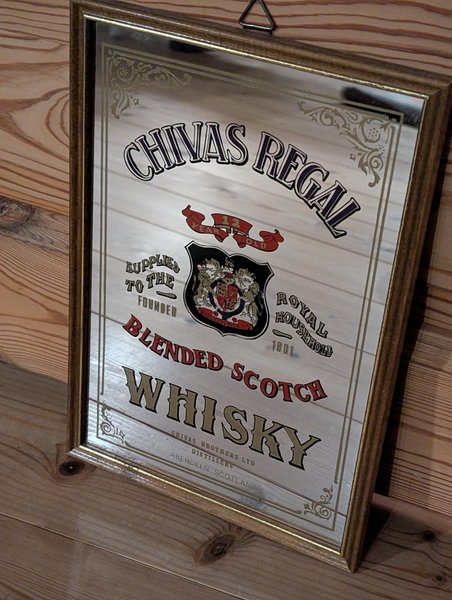 CHIVAS REGAL
12
YEARS OLD
SUPPLIED
TO THE
ROYAL
HOUSEHOLD
FOUNDED
1801
BLENDED SCOTCH
WHISKY
CHIVAS BROTHERS LTD
DISTILLERS
ABERDEEN, SCOTLAND